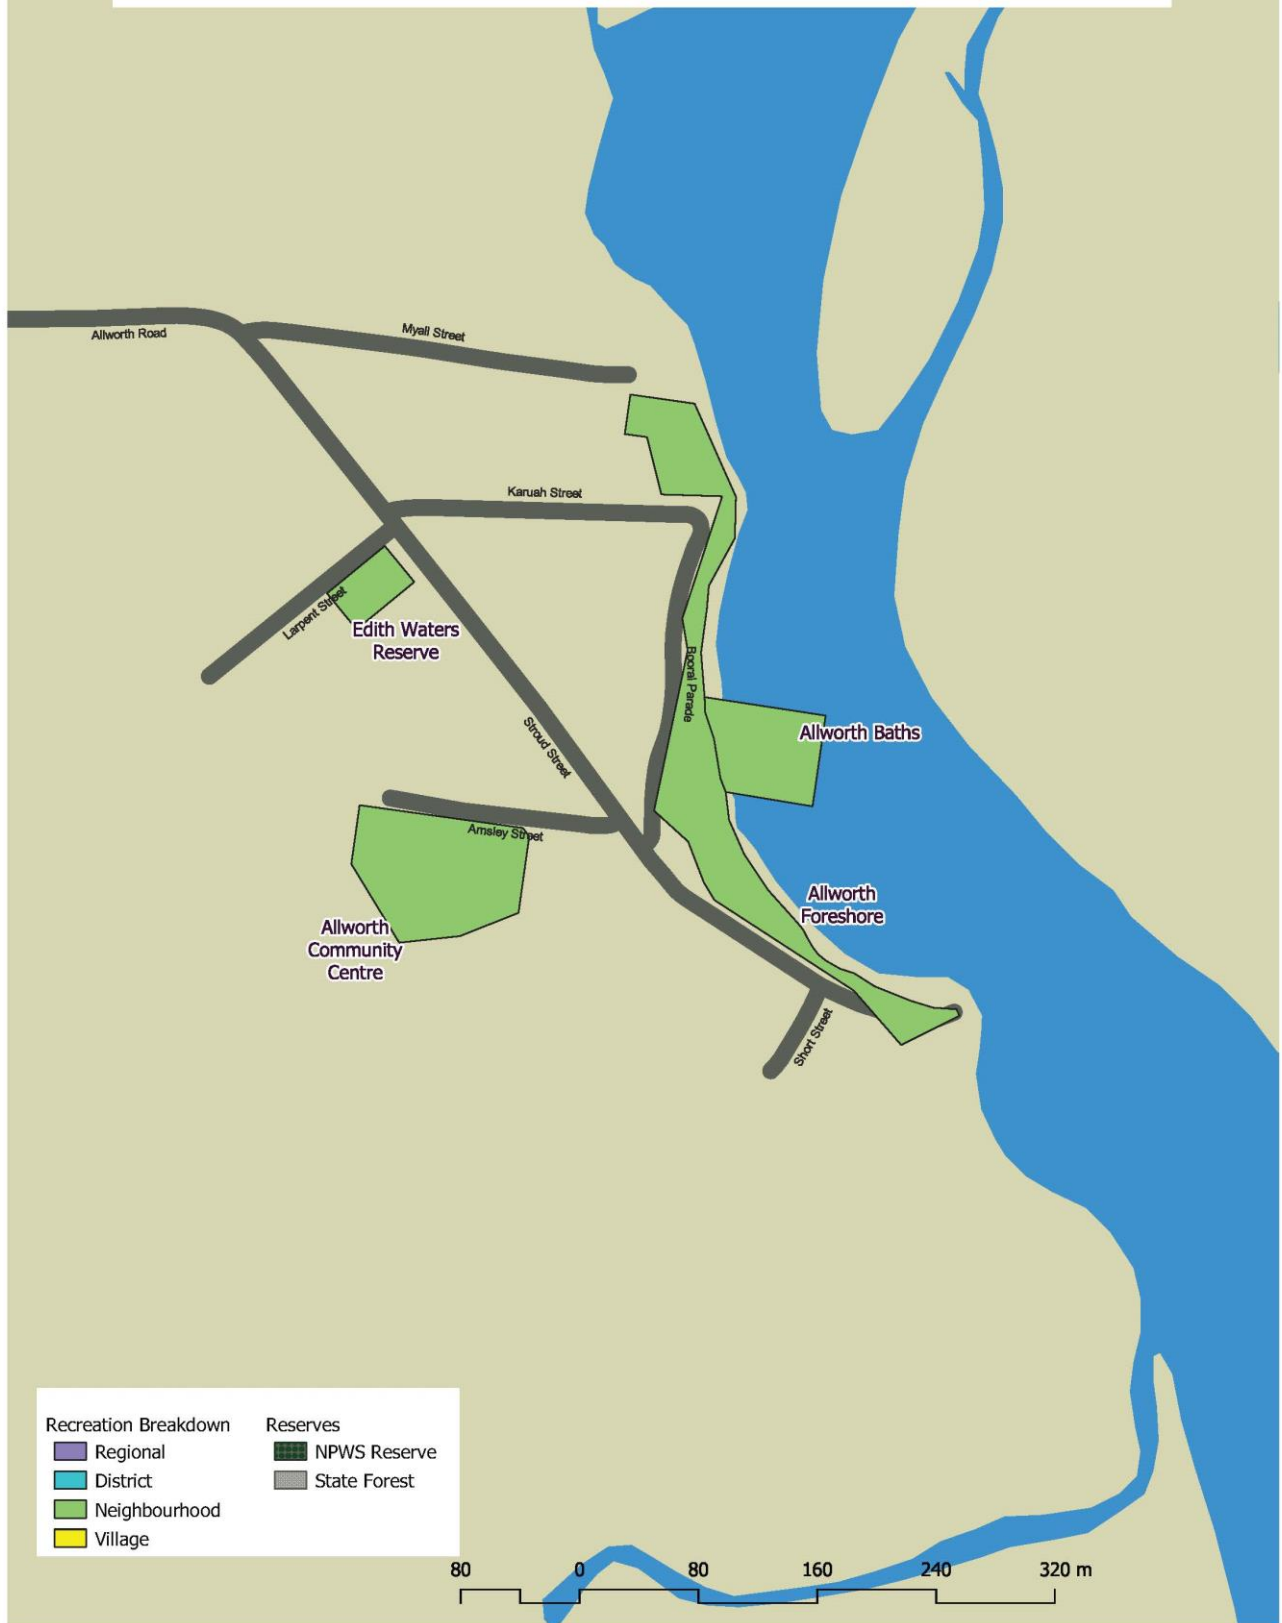 Allworth Road
Myall Street
Karuah Street
Larpent Street
Edith Waters
Reserve
Booral Parade
Stroud Street
Allworth Baths
Amsley Street
Allworth
Foreshore
Allworth
Community
Centre
Short Street
Recreation Breakdown
Regional
District
Neighbourhood
Village
Reserves
NPWS Reserve
State Forest
80 0 80 160 240 320 m